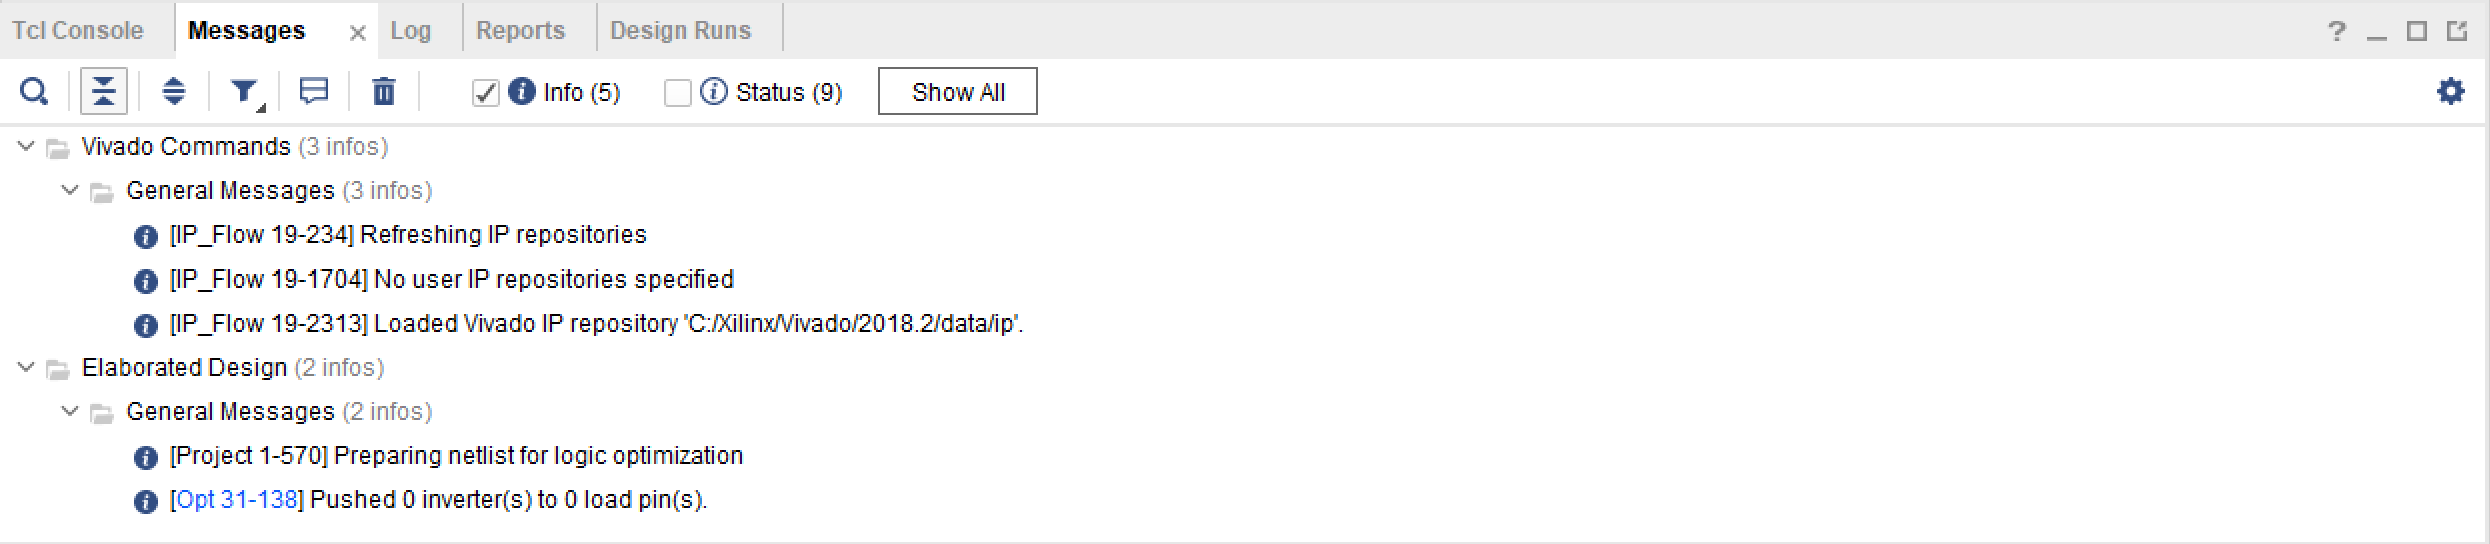 Tcl Console Messages × Log Reports Design Runs ?
Info (5) Status (9) Show All
Vivado Commands (3 infos)
General Messages (3 infos)
[IP_Flow 19-234] Refreshing IP repositories
[IP_Flow 19-1704] No user IP repositories specified
[IP_Flow 19-2313] Loaded Vivado IP repository 'C:/Xilinx/Vivado/2018.2/data/ip'.
Elaborated Design (2 infos)
General Messages (2 infos)
[Project 1-570] Preparing netlist for logic optimization
[Opt 31-138] Pushed 0 inverter(s) to 0 load pin(s).